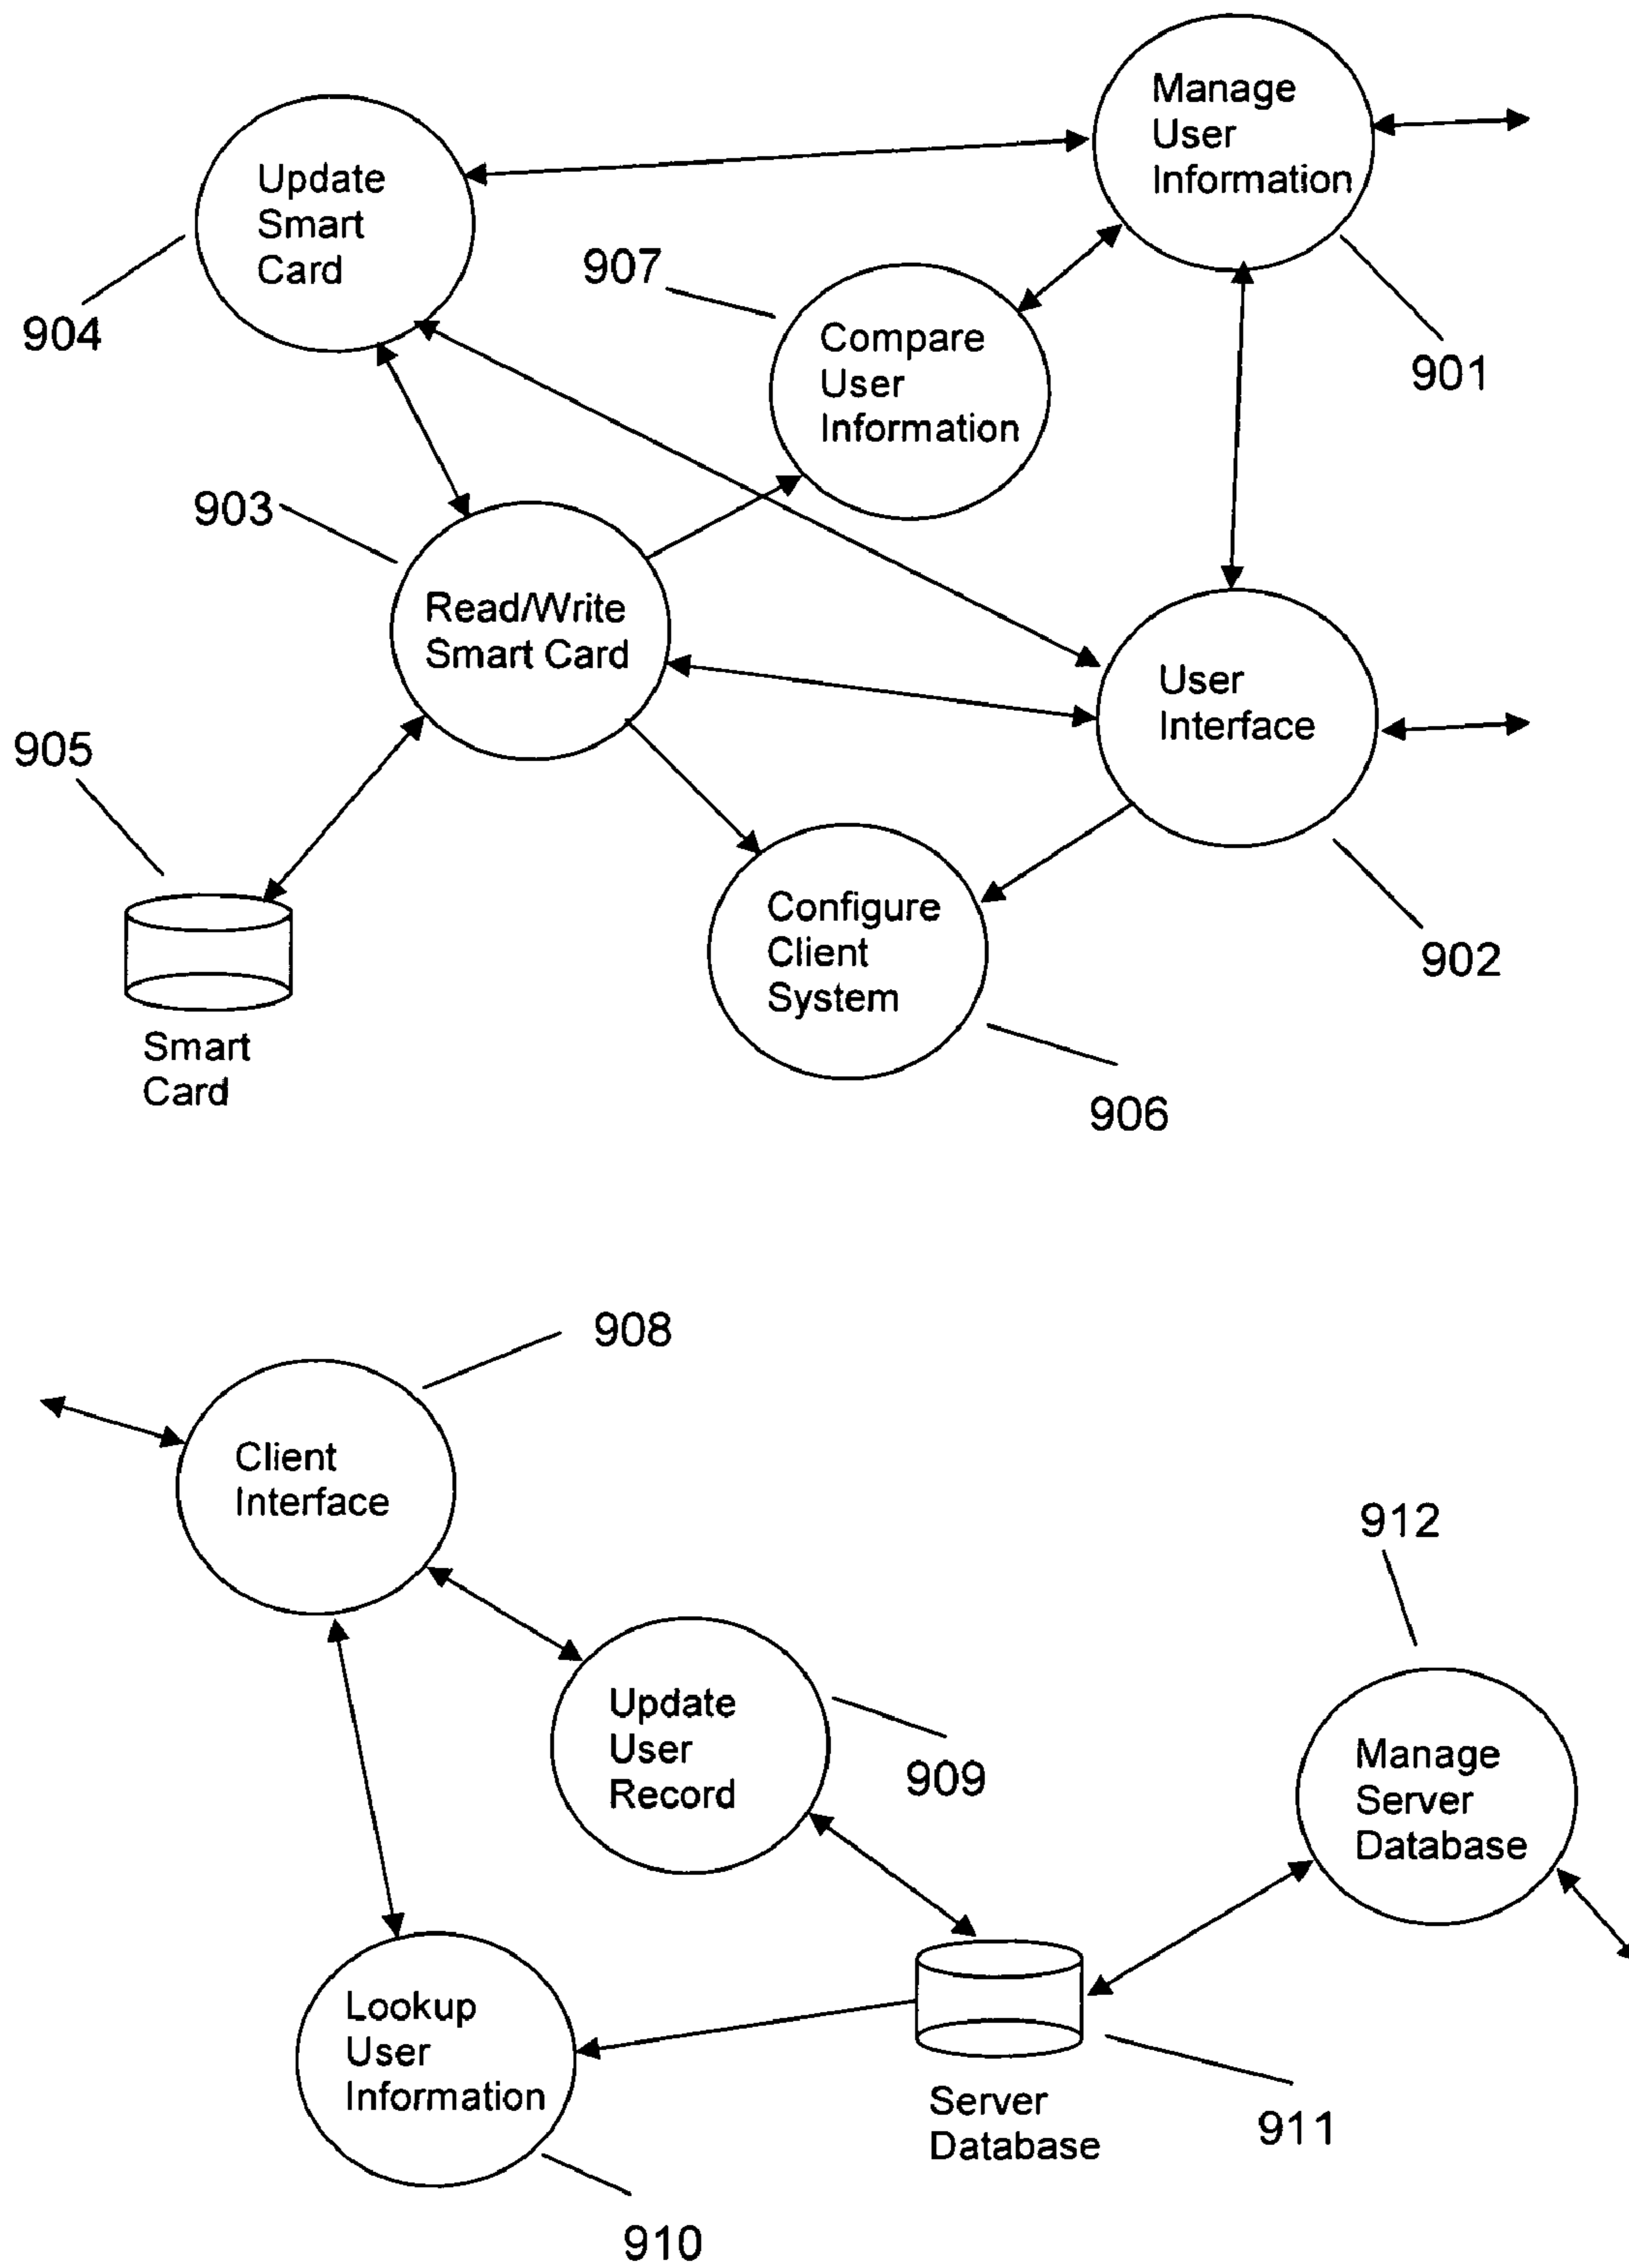 Manage
User
Information
901
Update
Smart
Card
904
907
Compare
User
Information
903
Read/Write
Smart Card
User
Interface
902
905
Smart
Card
Configure
Client
System
906
908
Client
Interface
912
Update
User
Record
909
Manage
Server
Database
Lookup
User
Information
910
Server
Database
911